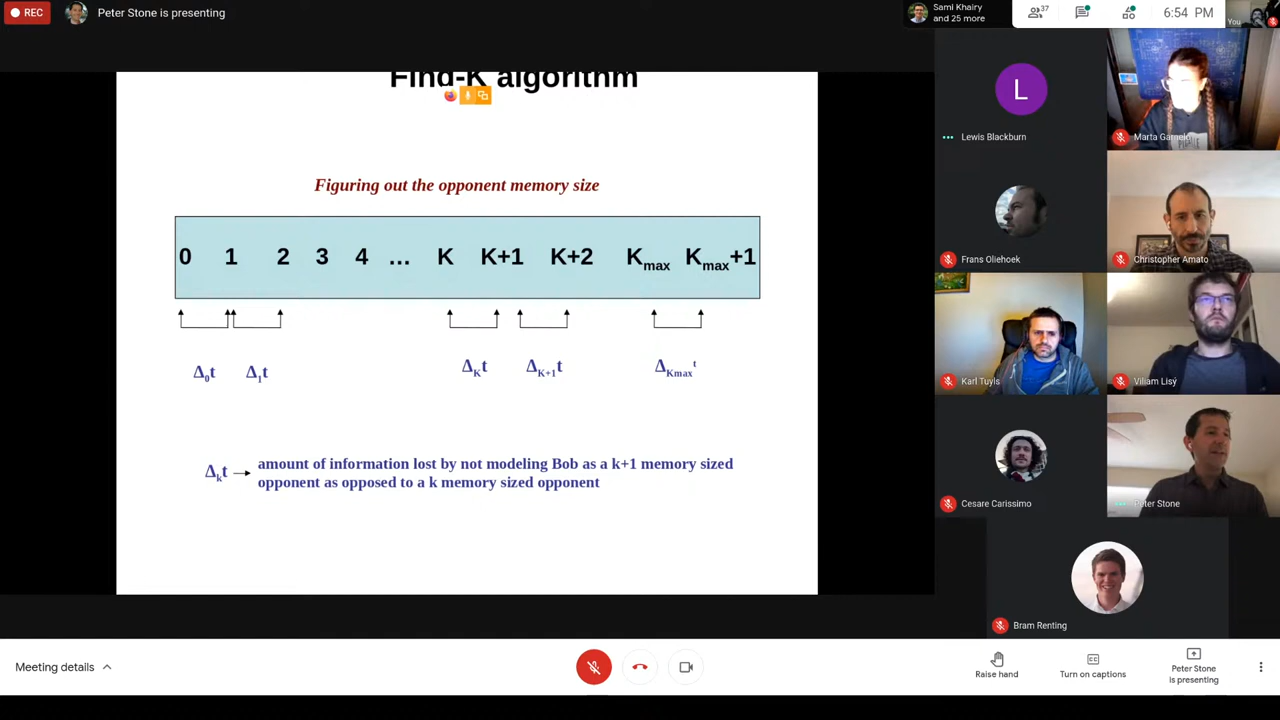 REC
Peter Stone is presenting
Sami Khairy
and 25 more
37
6:54 PM
You
Find-K algorithm
Figuring out the opponent memory size
0 1 2 3 4 ... K K+1 K+2 Kmax Kmax+1
Δ0t Δ1t ΔKt ΔK+1t ΔKmaxt
Δkt → amount of information lost by not modeling Bob as a k+1 memory sized
opponent as opposed to a k memory sized opponent
L
Lewis Blackburn
Marta Garnelo
Frans Oliehoek
Christopher Amato
Karl Tuyls
Viliam Lisý
Cesare Carissimo
Peter Stone
Bram Renting
Meeting details
Raise hand
CC
Turn on captions
Peter Stone
is presenting